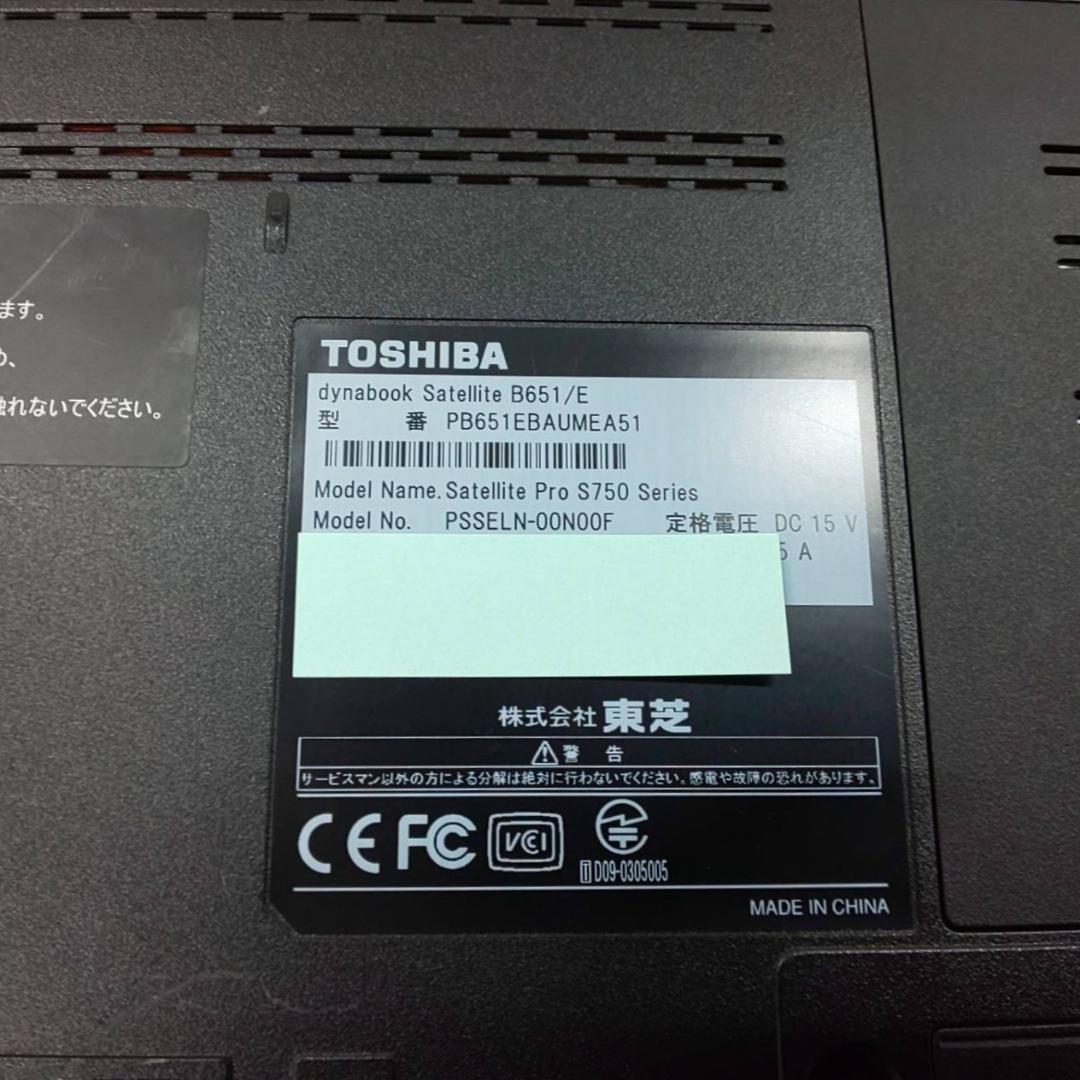 ます。
め、
触れないでください。
TOSHIBA
dynabook Satellite B651/E
型 番 PB651EBAUMEA51
Model Name. Satellite Pro S750 Series
Model No. PSSELN-00N00F 定格電圧 DC 15 V
5 A
株式会社 東芝
警 告
サービスマン以外の方による分解は絶対に行わないでください。感電や故障の恐れがあります。
CE FC VCI
T D09-0305005
MADE IN CHINA